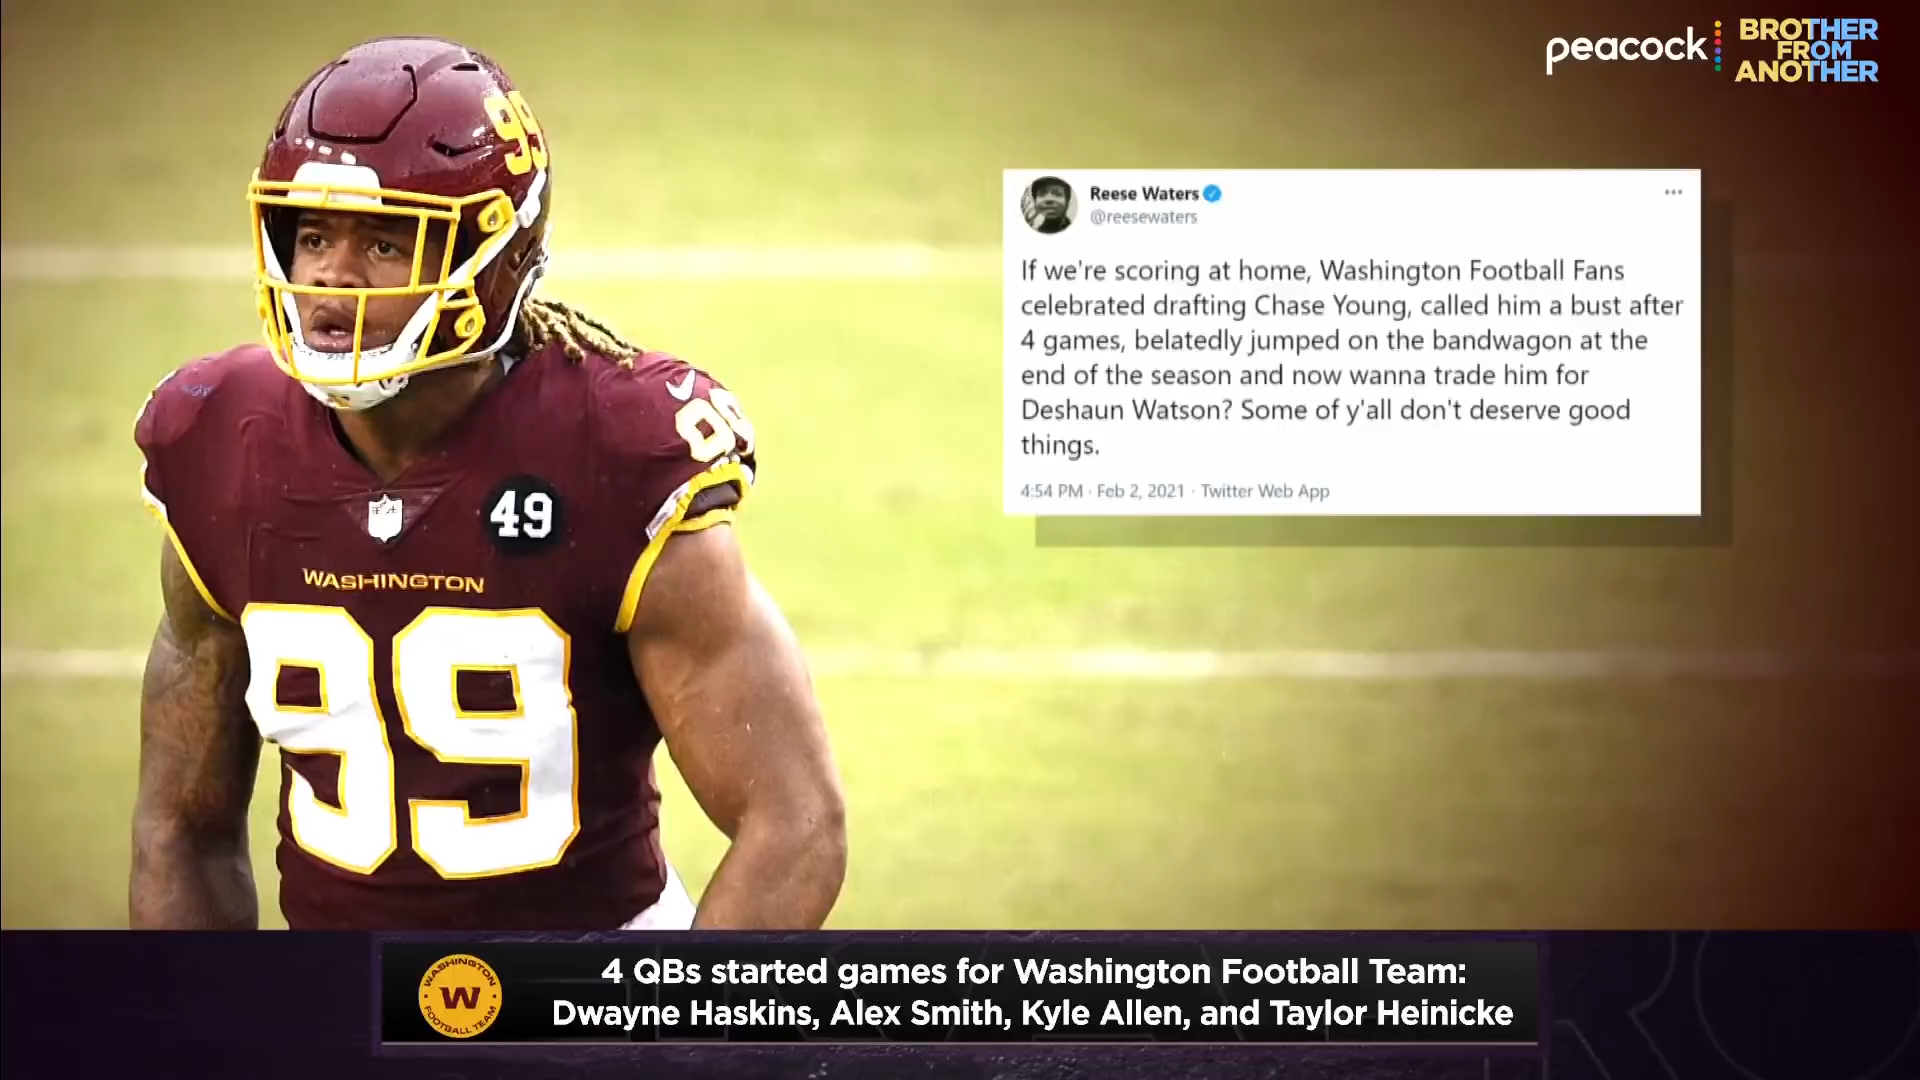 peacock
BROTHER
FROM
ANOTHER
99
99
49
WASHINGTON
99
Reese Waters
@reesewaters
If we're scoring at home, Washington Football Fans
celebrated drafting Chase Young, called him a bust after
4 games, belatedly jumped on the bandwagon at the
end of the season and now wanna trade him for
Deshaun Watson? Some of y'all don't deserve good
things.
4:54 PM · Feb 2, 2021 · Twitter Web App
WASHINGTON
W
FOOTBALL TEAM
4 QBs started games for Washington Football Team:
Dwayne Haskins, Alex Smith, Kyle Allen, and Taylor Heinicke